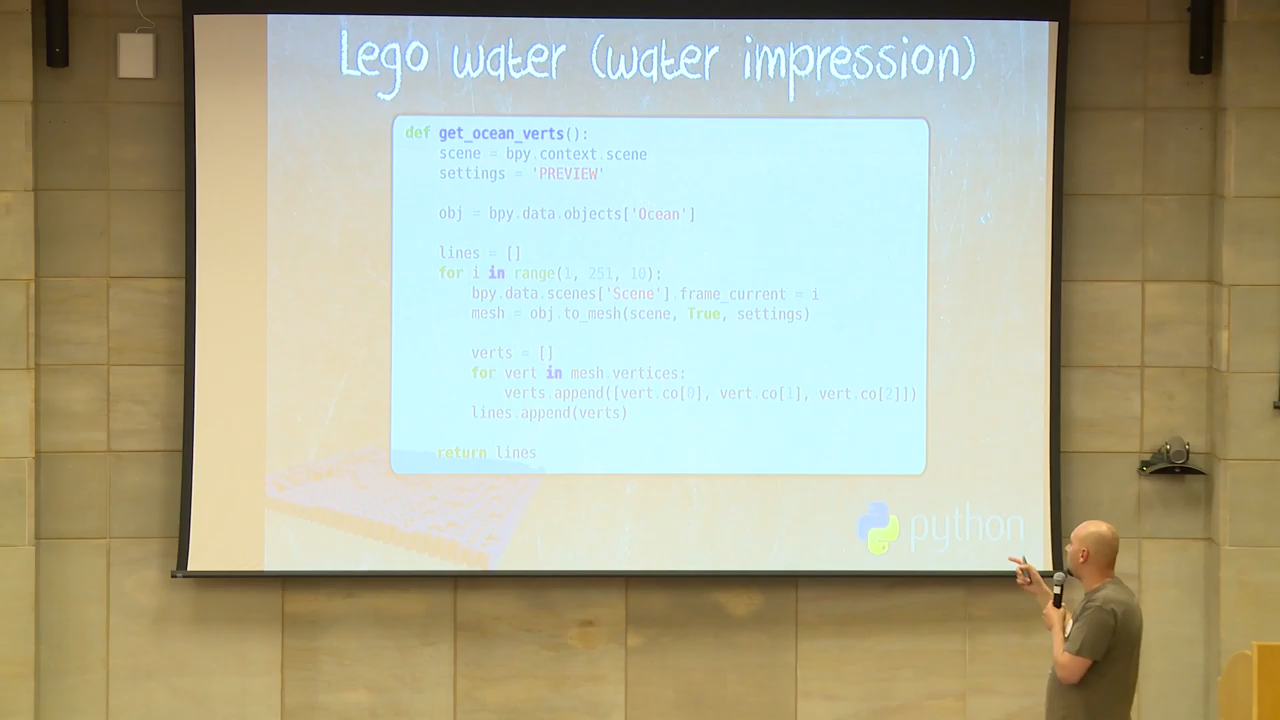 Lego water (water impression)
def get_ocean_verts():
    scene = bpy.context.scene
    settings = 'PREVIEW'
    obj = bpy.data.objects['Ocean']
    lines = []
    for i in range(1, 251, 10):
        bpy.data.scenes['Scene'].frame_current = i
        mesh = obj.to_mesh(scene, True, settings)
        verts = []
        for vert in mesh.vertices:
            verts.append([vert.co[0], vert.co[1], vert.co[2]])
        lines.append(verts)
    return lines
python